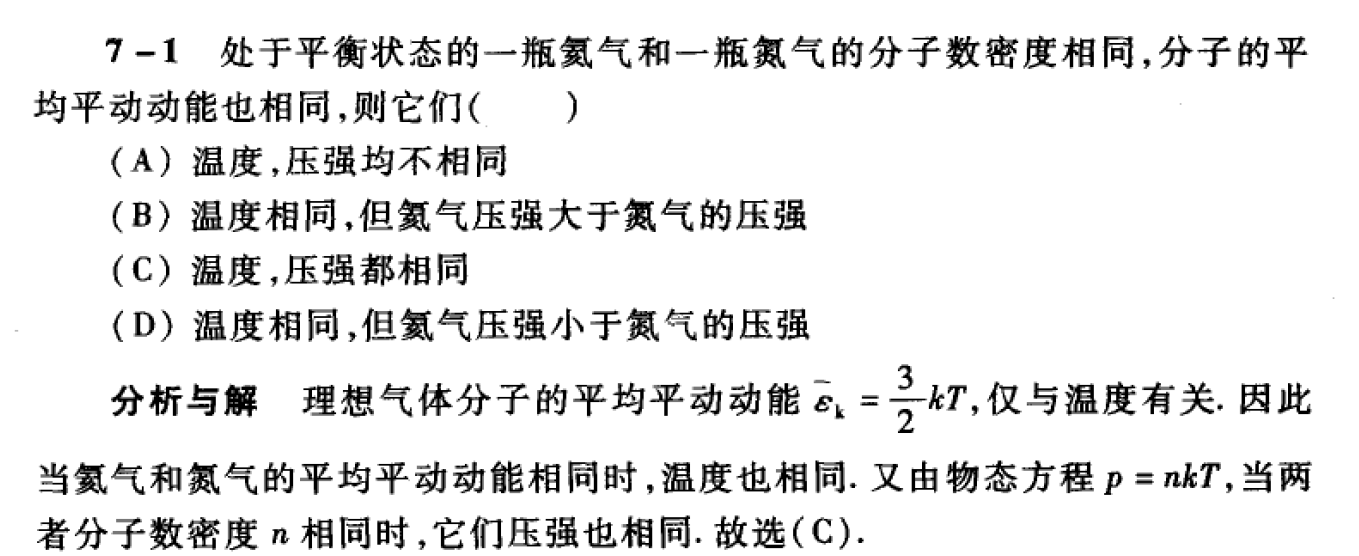 7-1 处于平衡状态的一瓶氦气和一瓶氮气的分子数密度相同,分子的平
均平动动能也相同,则它们(  )
(A) 温度,压强均不相同
(B) 温度相同,但氦气压强大于氮气的压强
(C) 温度,压强都相同
(D) 温度相同,但氦气压强小于氮气的压强
分析与解 理想气体分子的平均平动动能 ε̄ₖ = 3/2 kT,仅与温度有关. 因此
当氦气和氮气的平均平动动能相同时,温度也相同. 又由物态方程 p = nkT,当两
者分子数密度 n 相同时,它们压强也相同. 故选(C).